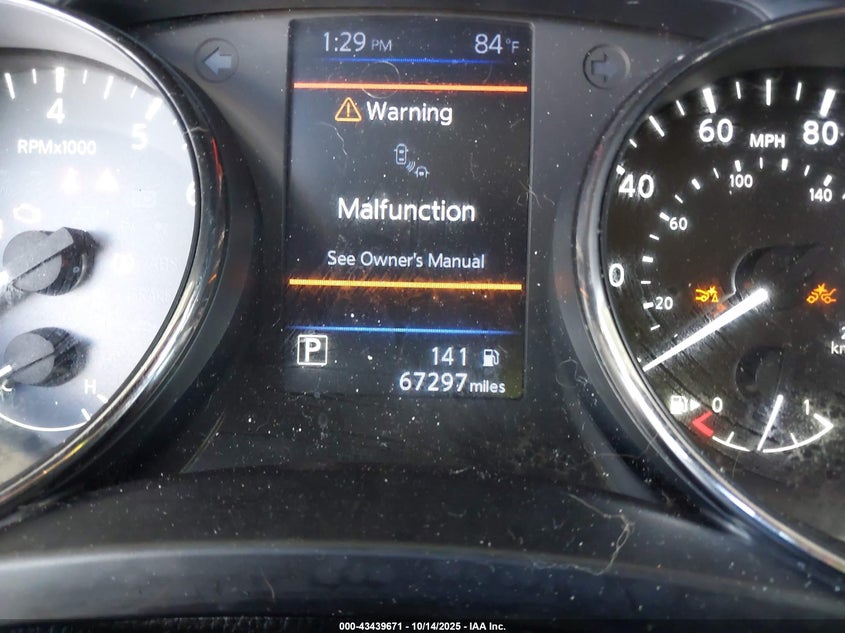 1:29 PM 84°F
Warning
Malfunction
See Owner's Manual
P
141
67297 miles
4
5
6
RPMx1000
C H
0 20 40 60 80
MPH
20 60 100 140
0 1
000-43439671 - 10/14/2025 - IAA Inc.